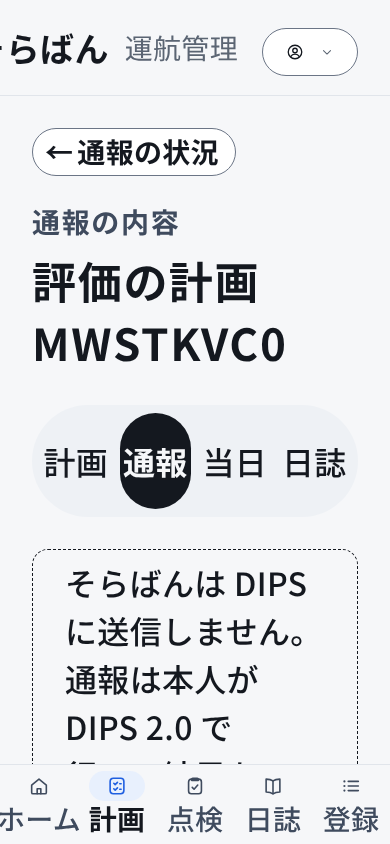 らばん 運航管理
← 通報の状況
通報の内容
評価の計画
MWSTKVC0
計画 通報 当日 日誌
そらばんは DIPS
に送信しません。
通報は本人が
DIPS 2.0 で
ホーム 計画 点検 日誌 登録